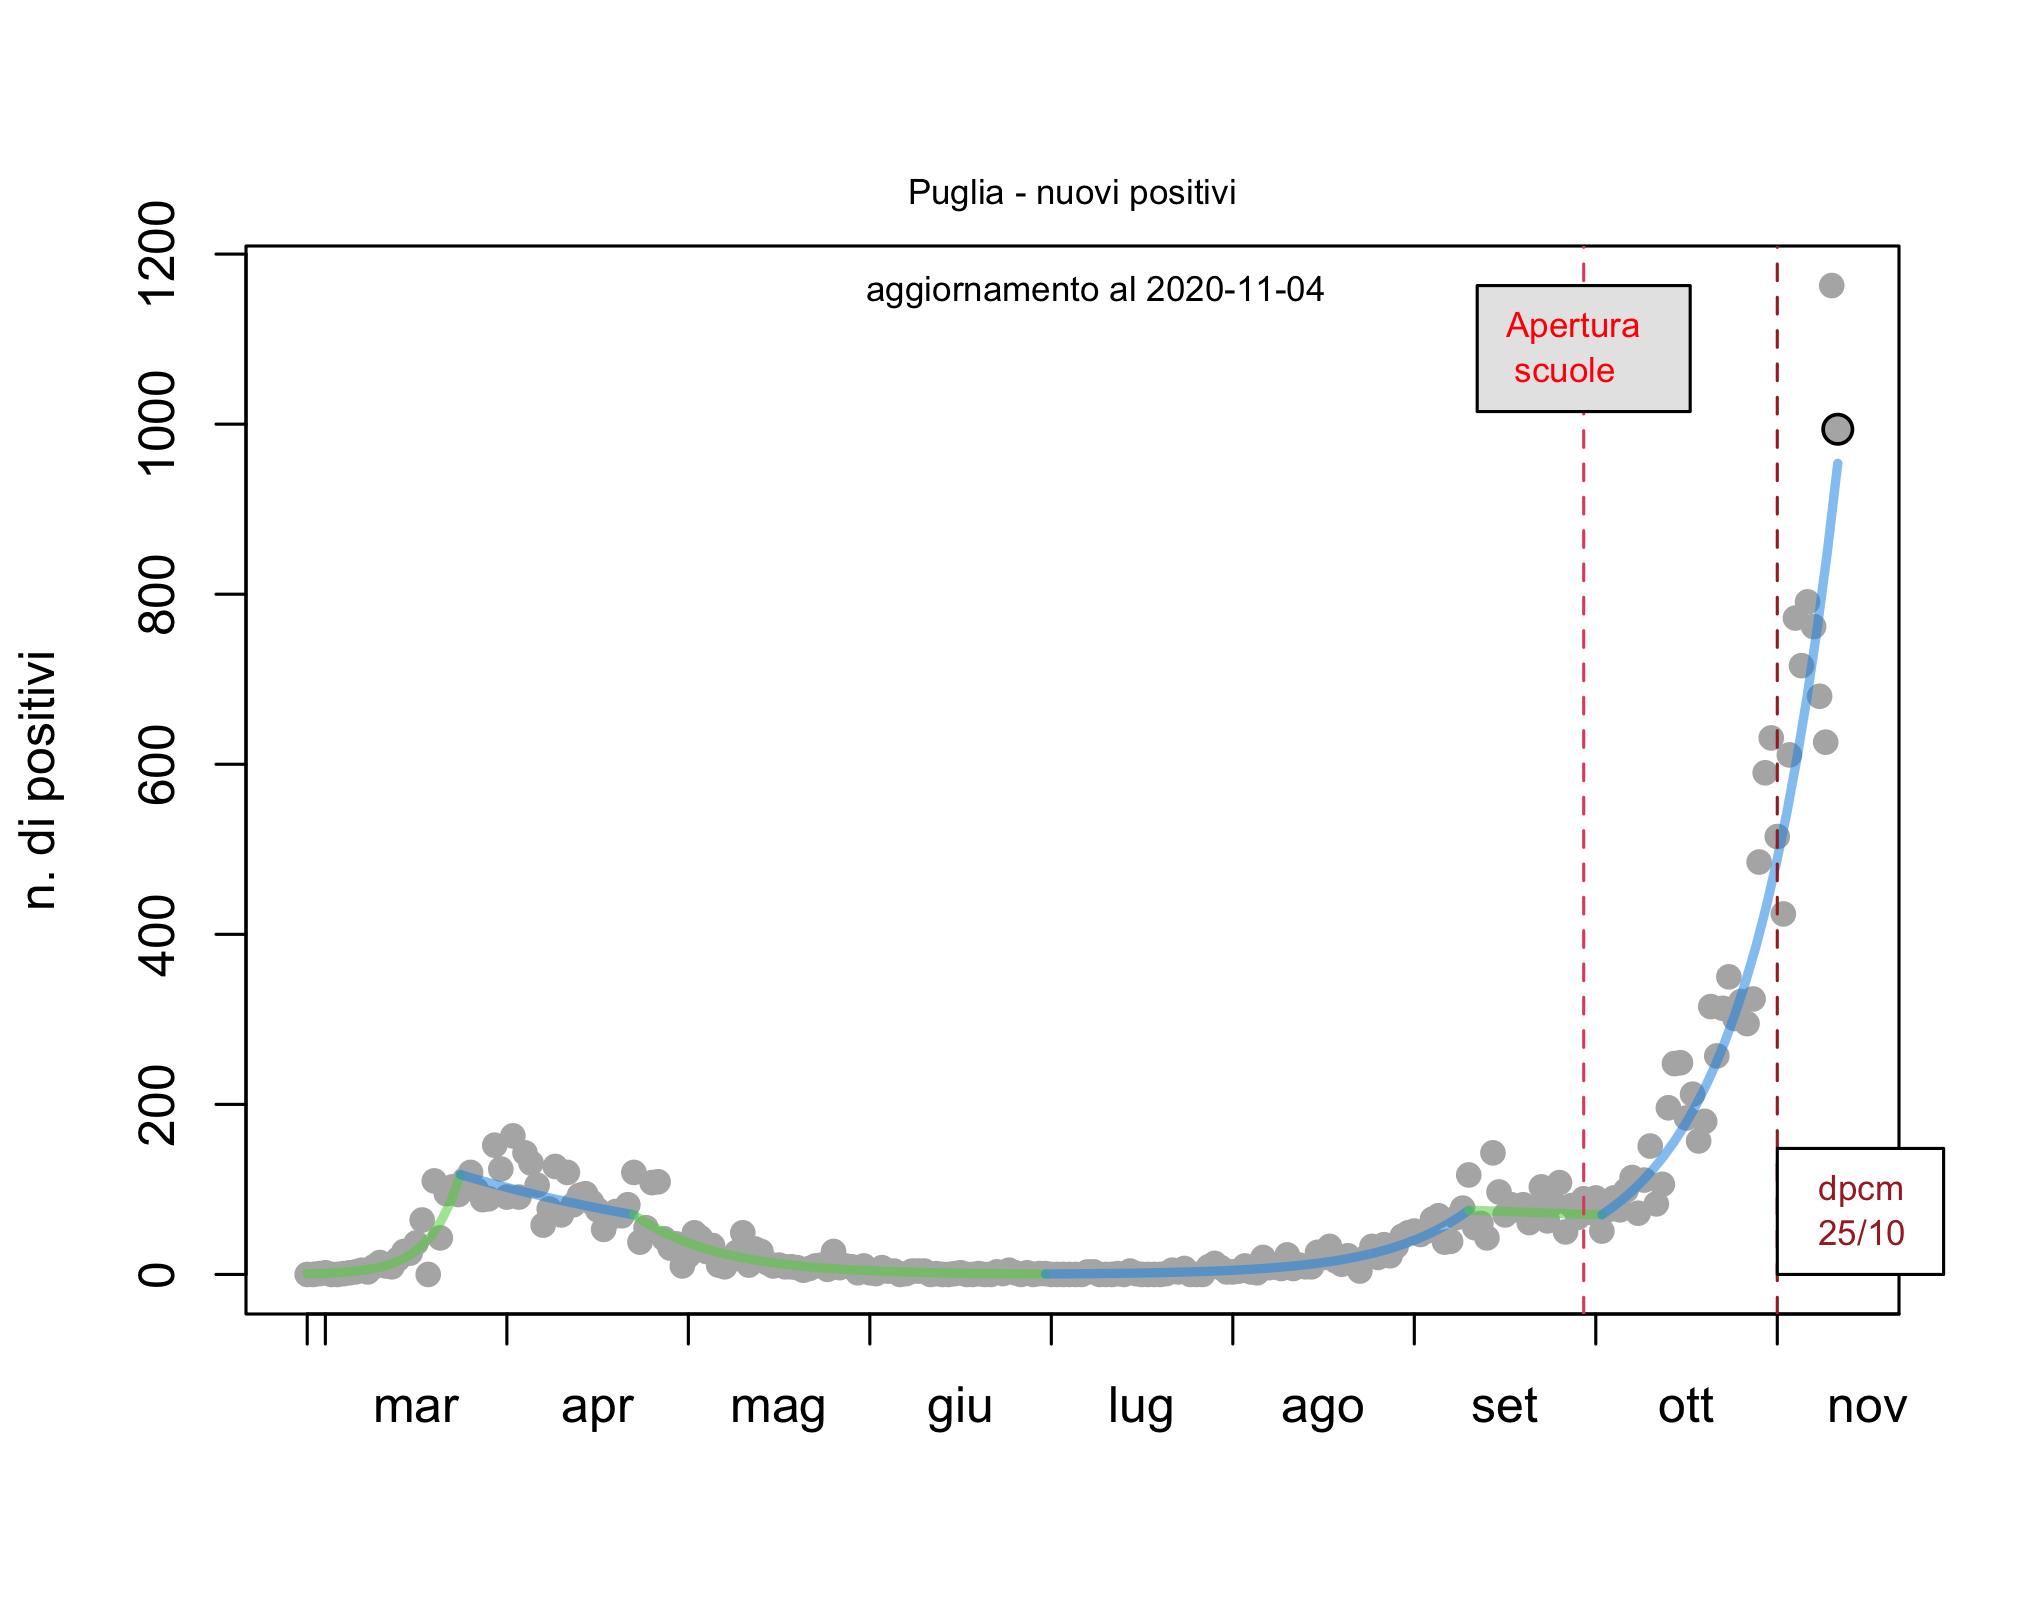 Puglia - nuovi positivi
aggiornamento al 2020-11-04
Apertura
scuole
dpcm
25/10
n. di positivi
1200
1000
800
600
400
200
0
mar apr mag giu lug ago set ott nov